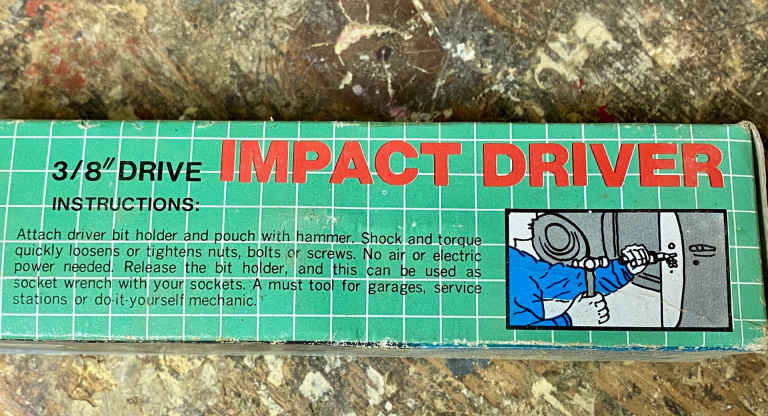 3/8" DRIVE IMPACT DRIVER
INSTRUCTIONS:
Attach driver bit holder and pouch with hammer. Shock and torque
quickly loosens or tightens nuts, bolts or screws. No air or electric
power needed. Release the bit holder, and this can be used as
socket wrench with your sockets. A must tool for garages, service
stations or do-it-yourself mechanic.